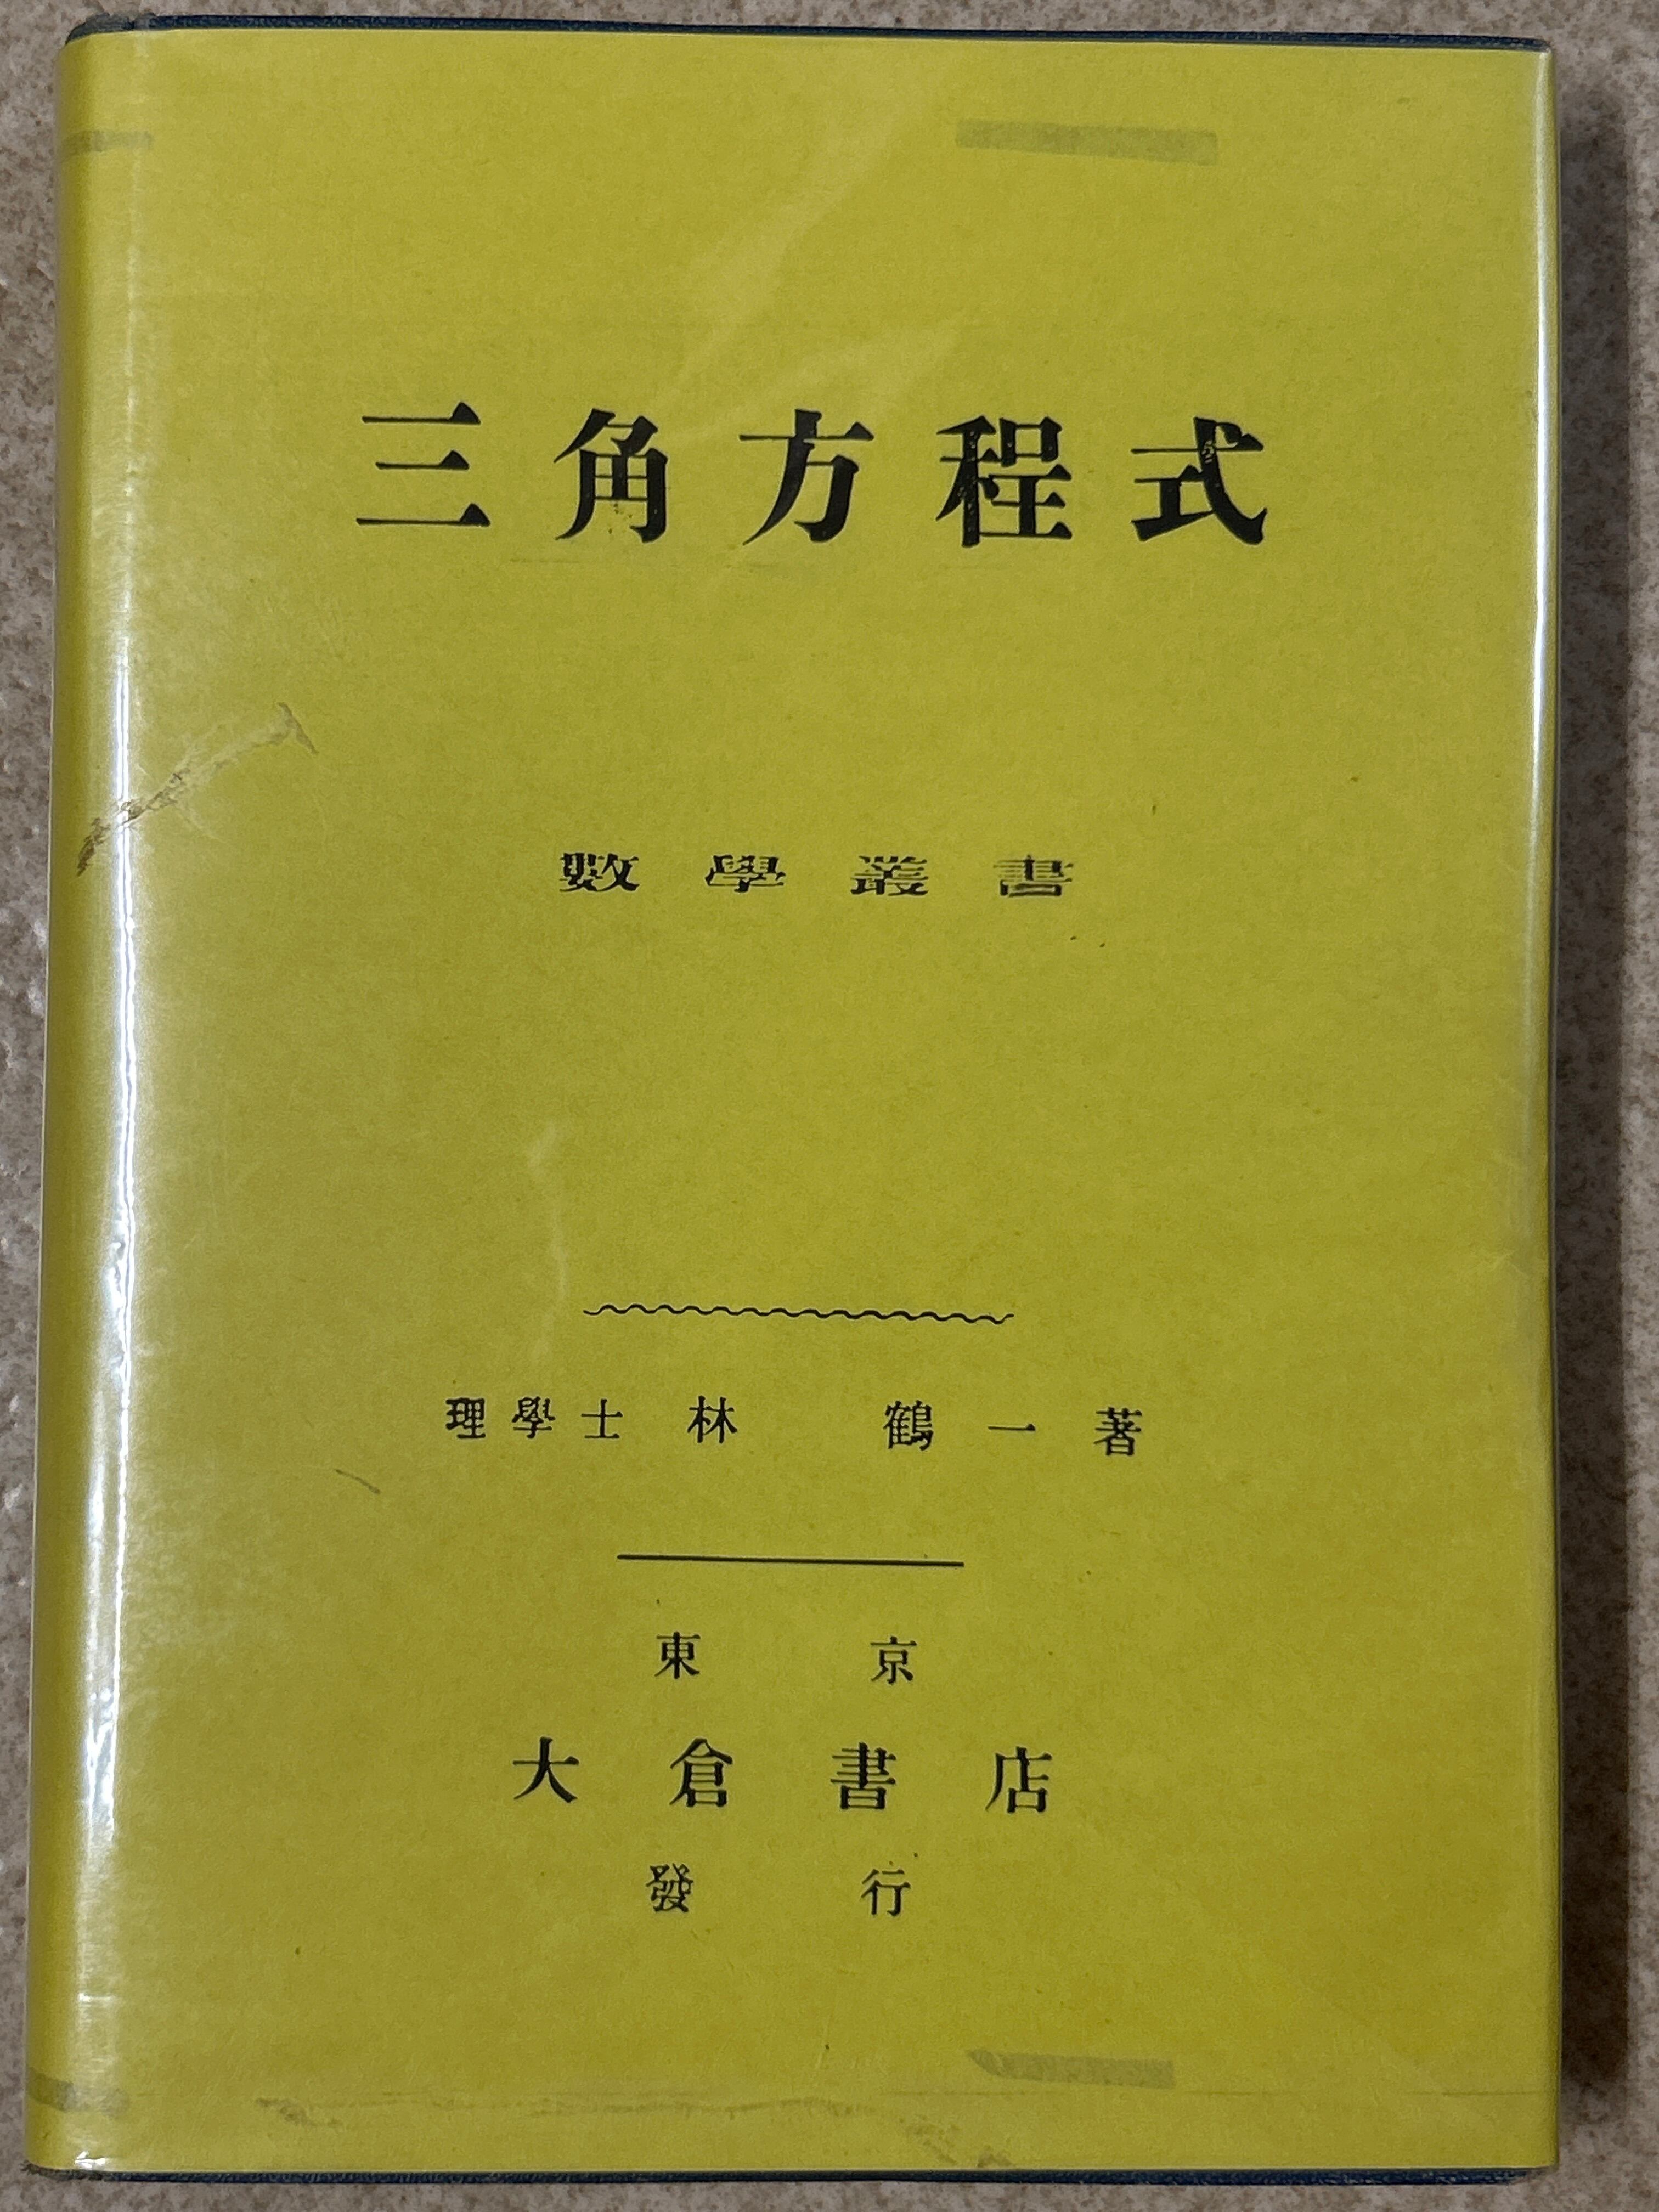 三角方程式
數學叢書
理學士 林 鶴一 著
東京
大倉書店
發行